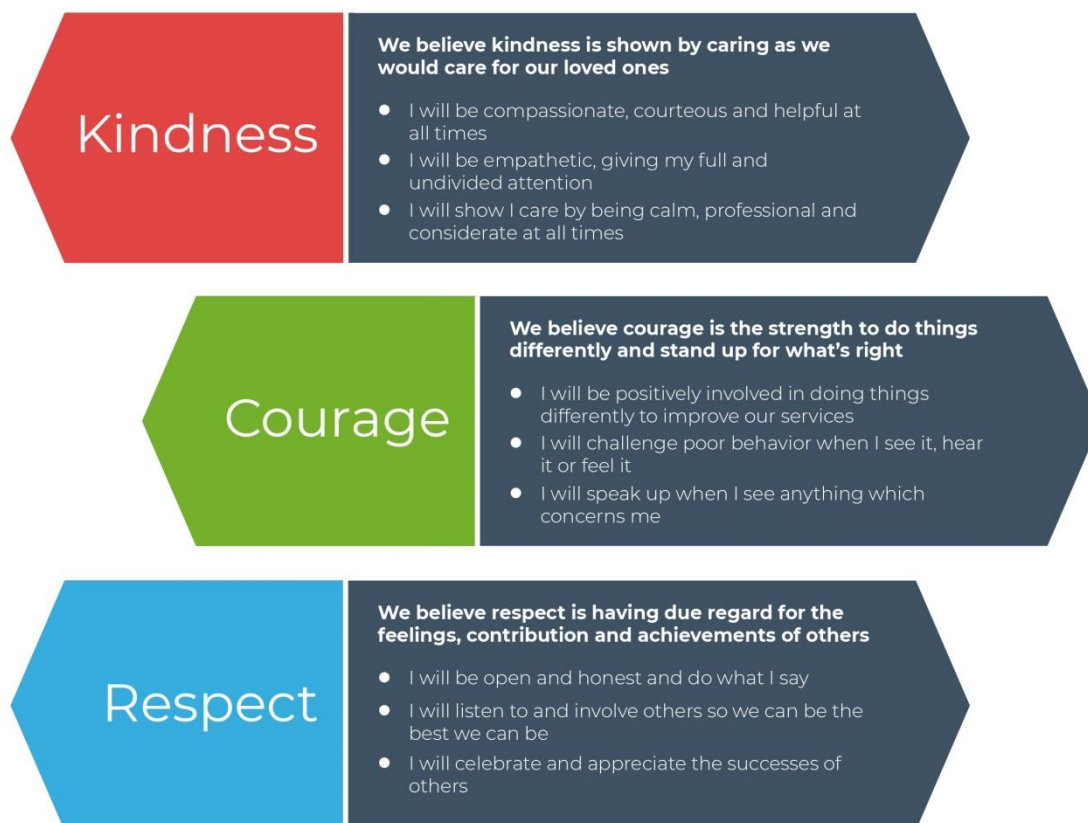 Kindness
We believe kindness is shown by caring as we
would care for our loved ones
● I will be compassionate, courteous and helpful at
all times
● I will be empathetic, giving my full and
undivided attention
● I will show I care by being calm, professional and
considerate at all times
Courage
We believe courage is the strength to do things
differently and stand up for what's right
● I will be positively involved in doing things
differently to improve our services
● I will challenge poor behavior when I see it, hear
it or feel it
● I will speak up when I see anything which
concerns me
Respect
We believe respect is having due regard for the
feelings, contribution and achievements of others
● I will be open and honest and do what I say
● I will listen to and involve others so we can be the
best we can be
● I will celebrate and appreciate the successes of
others